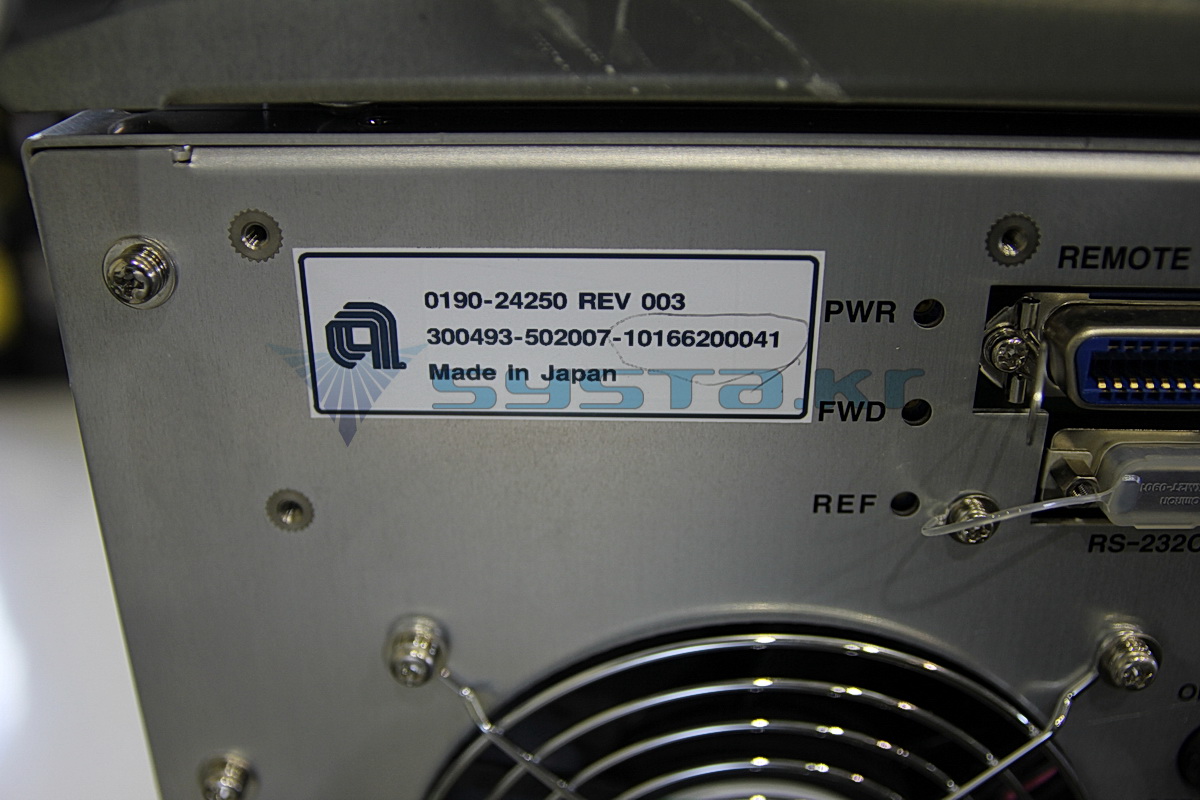 0190-24250 REV 003
300493-502007-10166200041
Made in Japan
systa.kr
PWR
FWD
REF
REMOTE
RS-232C